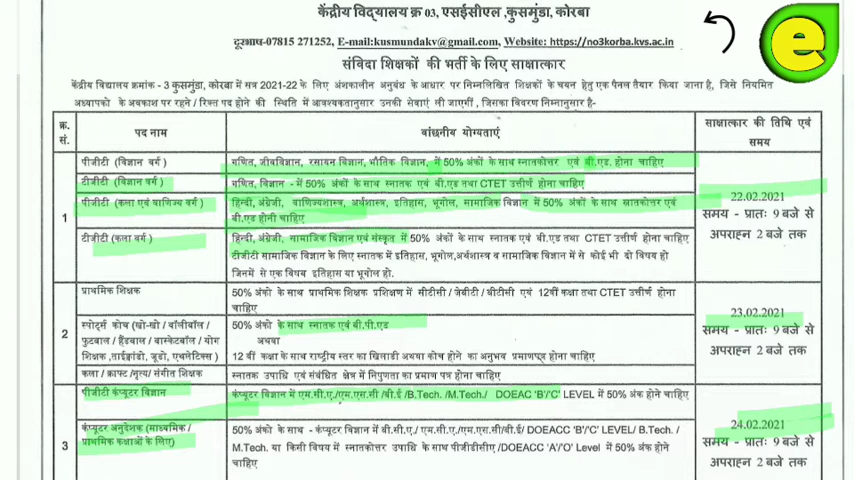 केंद्रीय विद्यालय क्र 03, एसईसीएल ,कुसमुंडा, कोरबा
e
दूरभाष-07815 271252, E-mail:kusmundakv@gmail.com, Website: https://no3korba.kvs.ac.in
संविदा शिक्षकों की भर्ती के लिए साक्षात्कार
केंद्रीय विद्यालय क्रमांक - 3 कुसमुंडा, कोरबा में सत्र 2021-22 के लिए अंशकालीन अनुबंध के आधार पर निम्नलिखित शिक्षकों के चयन हेतु एक पैनल तैयार किया जाना है, जिसे नियमित
अध्यापको के अवकाश पर रहने / रिक्त पद होने की स्थिति में आवश्यकतानुसार उनकी सेवाएं ली जाएगीं, जिसका विवरण निम्नानुसार है-
क्र. सं.
पद नाम
वांछनीय योग्यताएं
साक्षात्कार की तिथि एवं समय
1
पीजीटी (विज्ञान वर्ग)
गणित, जीवविज्ञान, रसायन विज्ञान, भौतिक विज्ञान, में 50% अंकों के साथ स्नातकोत्तर एवं बी.एड. होना चाहिए
टीजीटी (विज्ञान वर्ग)
गणित, विज्ञान - में 50% अंकों के साथ स्नातक एवं बी.एड तथा CTET उत्तीर्ण होना चाहिए
पीजीटी (कला एवं वाणिज्य वर्ग)
हिन्दी, अंग्रेजी, वाणिज्यशास्त्र, अर्थशास्त्र, इतिहास, भूगोल, सामाजिक विज्ञान में 50% अंकों के साथ स्नातकोत्तर एवं
बी.एड होनी चाहिए
टीजीटी (कला वर्ग)
हिन्दी, अंग्रेजी, सामाजिक विज्ञान एवं संस्कृत में 50% अंकों के साथ स्नातक एवं बी.एड तथा CTET उत्तीर्ण होना चाहिए
टीजीटी सामाजिक विज्ञान के लिए स्नातक में इतिहास, भूगोल,अर्थशास्त्र व सामाजिक विज्ञान में से कोई भी दो विषय हो
जिनमें से एक विषय इतिहास या भूगोल हो.
22.02.2021
समय - प्रातः 9 बजे से
अपराह्न 2 बजे तक
2
प्राथमिक शिक्षक
50% अंको के साथ प्राथमिक शिक्षक प्रशिक्षण में सीटीसी / जेबीटी / बीटीसी एवं 12वीं कक्षा तथा CTET उत्तीर्ण होना
चाहिए
स्पोर्ट्स कोच (खो-खो / वॉलीबॉल /
फुटबाल / हैंडबाल / बास्केटबॉल / योग
शिक्षक ,ताईक्वांडो, जूडो, एथलेटिक्स )
50% अंको के साथ स्नातक एवं बी.पी.एड
अथवा
12 वीं कक्षा के साथ राष्ट्रीय स्तर का खिलाडी अथवा कोच होने का अनुभव प्रमाणपत्र होना चाहिए
कला / क्राफ्ट / नृत्य/ संगीत शिक्षक
स्नातक उपाधि एवं संबंधित क्षेत्र में निपुणता का प्रमाण पत्र होना चाहिए
23.02.2021
समय - प्रातः 9 बजे से
अपराह्न 2 बजे तक
3
पीजीटी कंप्यूटर विज्ञान
कंप्यूटर विज्ञान में एम.सी.ए./एम.एस.सी /बी.ई /B.Tech. /M.Tech./ DOEAC 'B'/'C' LEVEL में 50% अंक होने चाहिए
कंप्यूटर अनुदेशक (माध्यमिक /
प्राथमिक कक्षाओं के लिए)
50% अंकों के साथ - कंप्यूटर विज्ञान में बी.सी.ए./ एम.सी.ए./एम.एस.सी/बी.ई/ DOEACC 'B'/'C' LEVEL/ B.Tech. /
M.Tech. या किसी विषय में स्नातकोत्तर उपाधि के साथ पीजीडीसीए /DOEACC 'A'/'O' Level में 50% अंक होने
चाहिए
24.02.2021
समय - प्रातः 9 बजे से
अपराह्न 2 बजे तक